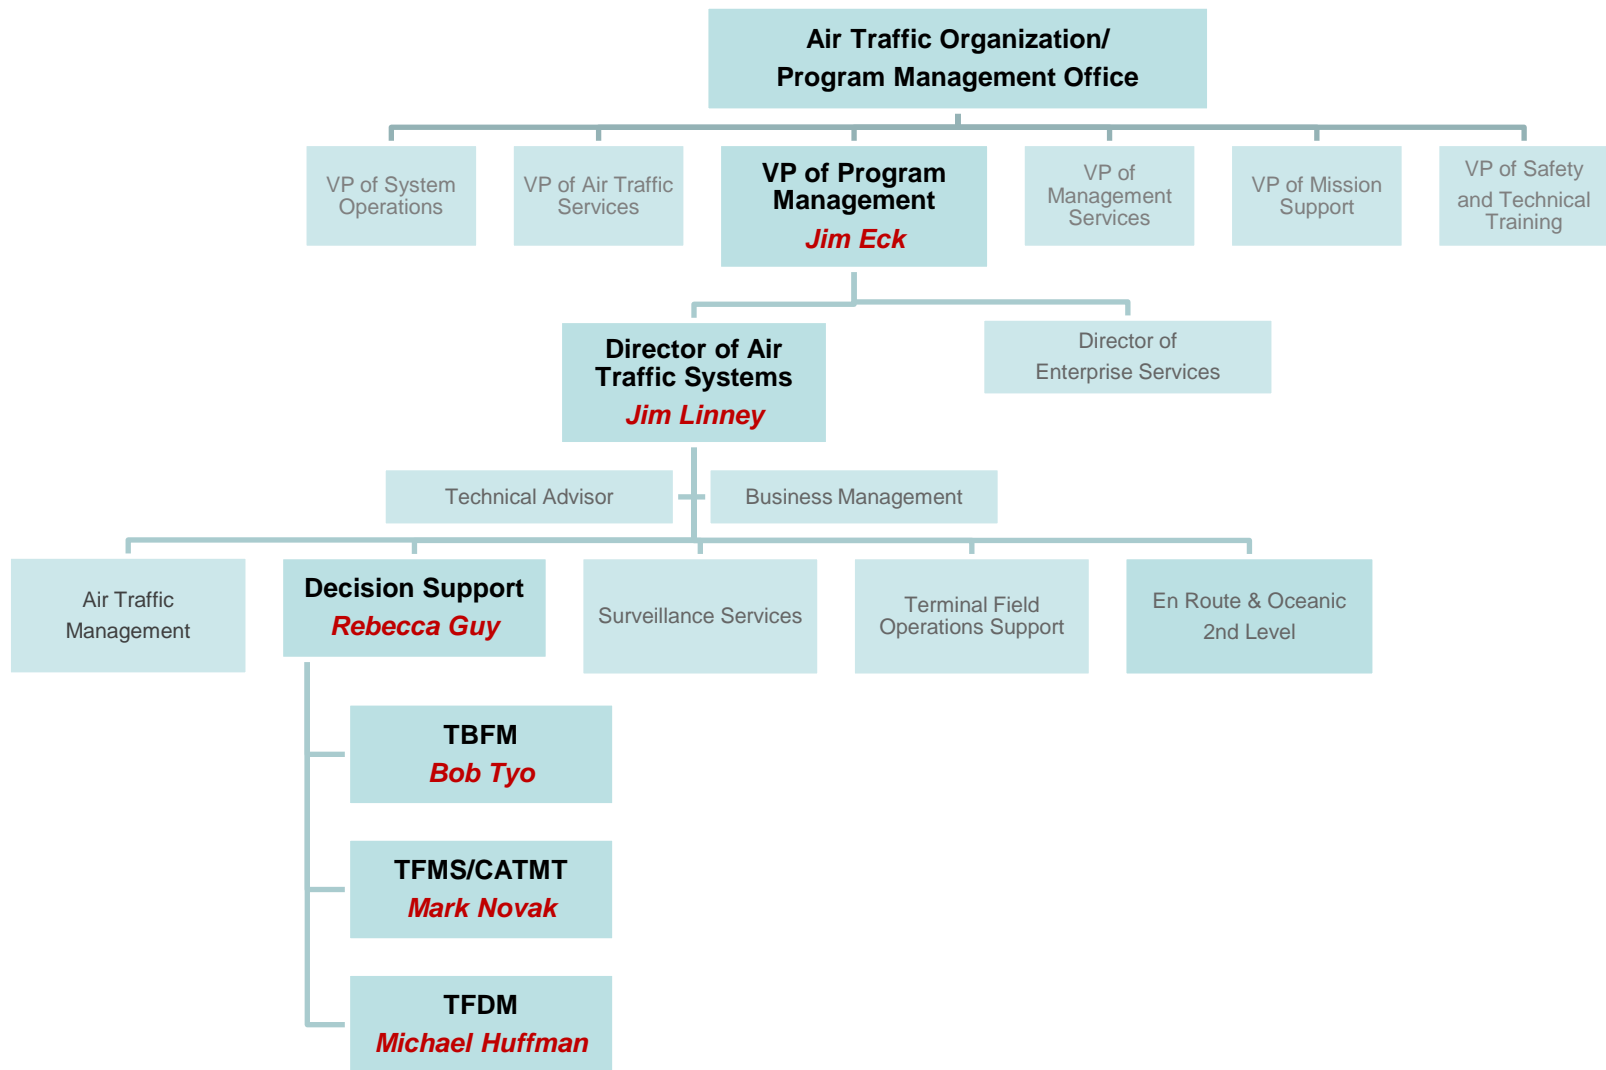 Air Traffic Organization/
Program Management Office
VP of System
Operations
VP of Air Traffic
Services
VP of Program
Management
Jim Eck
VP of
Management
Services
VP of Mission
Support
VP of Safety
and Technical
Training
Director of Air
Traffic Systems
Jim Linney
Director of
Enterprise Services
Technical Advisor
Business Management
Air Traffic
Management
Decision Support
Rebecca Guy
Surveillance Services
Terminal Field
Operations Support
En Route & Oceanic
2nd Level
TBFM
Bob Tyo
TFMS/CATMT
Mark Novak
TFDM
Michael Huffman